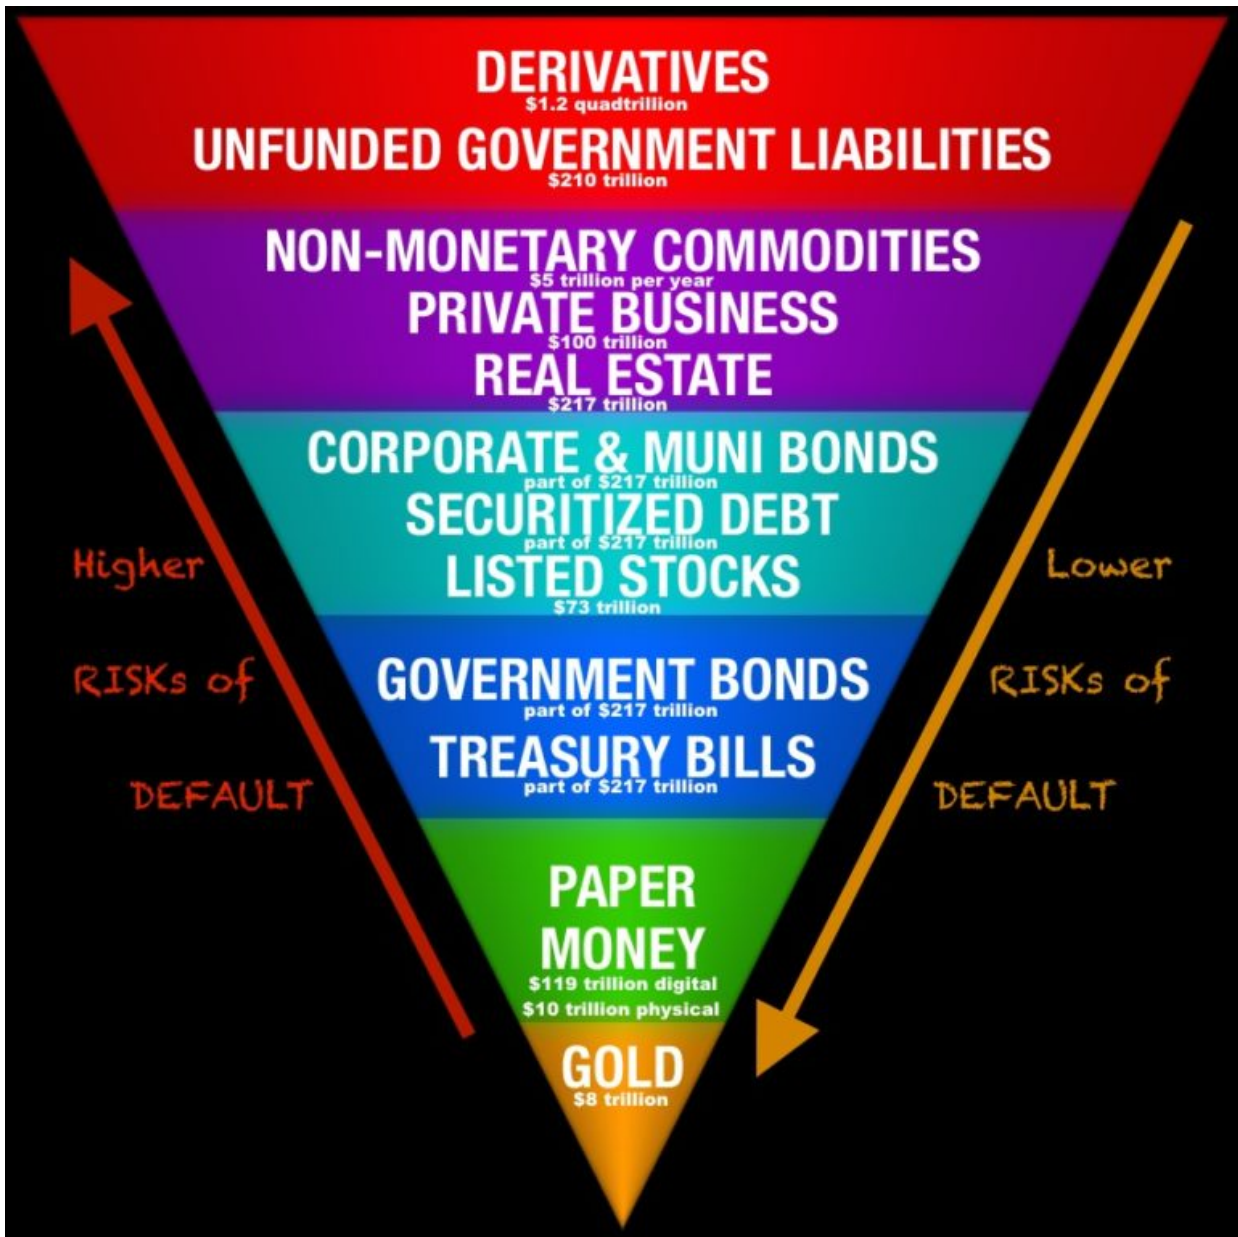 DERIVATIVES
$1.2 quadtrillion
UNFUNDED GOVERNMENT LIABILITIES
$210 trillion
NON-MONETARY COMMODITIES
$5 trillion per year
PRIVATE BUSINESS
$100 trillion
REAL ESTATE
$217 trillion
CORPORATE & MUNI BONDS
part of $217 trillion
SECURITIZED DEBT
part of $217 trillion
LISTED STOCKS
$73 trillion
GOVERNMENT BONDS
part of $217 trillion
TREASURY BILLS
part of $217 trillion
PAPER
MONEY
$119 trillion digital
$10 trillion physical
GOLD
$8 trillion
Higher
RISKs of
DEFAULT
Lower
RISKs of
DEFAULT